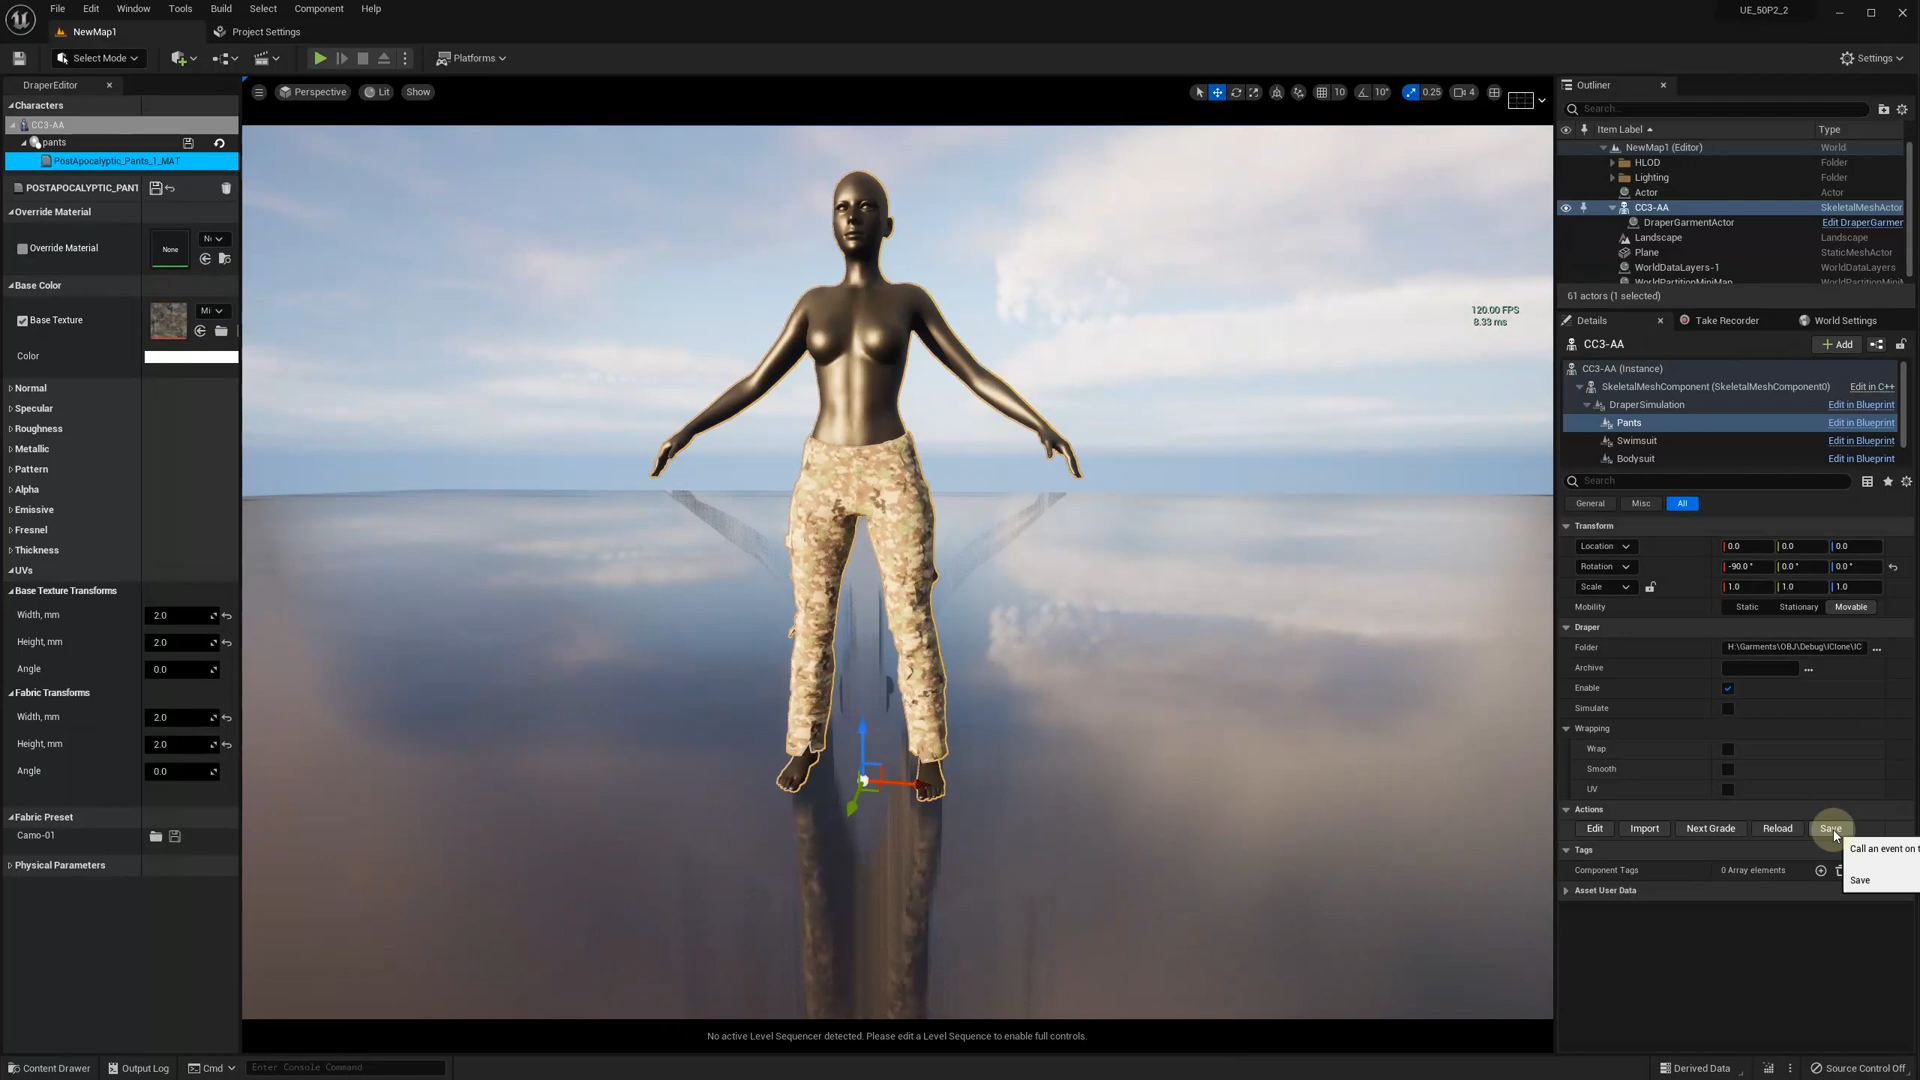 File Edit Window Tools Build Select Component Help
UE_50P2_2
NewMap1
Project Settings
Select Mode
Platforms
Settings
DraperEditor
Characters
CC3-AA
pants
PostApocalyptic_Pants_1_MAT
POSTAPOCALYPTIC_PANT
Override Material
Override Material
None
Base Color
Base Texture
Mi
Color
Normal
Specular
Roughness
Metallic
Pattern
Alpha
Emissive
Fresnel
Thickness
UVs
Base Texture Transforms
Width, mm 2.0
Height, mm 2.0
Angle 0.0
Fabric Transforms
Width, mm 2.0
Height, mm 2.0
Angle 0.0
Fabric Preset
Camo-01
Physical Parameters
Perspective Lit Show
10 10° 0.25 4
120.00 FPS
8.33 ms
No active Level Sequencer detected. Please edit a Level Sequence to enable full controls.
Outliner
Search...
Item Label Type
NewMap1 (Editor) World
HLOD Folder
Lighting Folder
Actor Actor
CC3-AA SkeletalMeshActor
DraperGarmentActor Edit DraperGarmer
Landscape Landscape
Plane StaticMeshActor
WorldDataLayers-1 WorldDataLayers
WorldPartitionMiniMap WorldPartitionMiniMap
61 actors (1 selected)
Details Take Recorder World Settings
CC3-AA
Add
CC3-AA (Instance)
SkeletalMeshComponent (SkeletalMeshComponent0) Edit in C++
DraperSimulation Edit in Blueprint
Pants Edit in Blueprint
Swimsuit Edit in Blueprint
Bodysuit Edit in Blueprint
Search
General Misc All
Transform
Location 0.0 0.0 0.0
Rotation -90.0 ° 0.0 ° 0.0 °
Scale 1.0 1.0 1.0
Mobility Static Stationary Movable
Draper
Folder H:\Garments\OBJ\Debug\IClone\IC
Archive
Enable
Simulate
Wrapping
Wrap
Smooth
UV
Actions
Edit Import Next Grade Reload Save
Call an event on t
Save
Tags
Component Tags 0 Array elements
Asset User Data
Content Drawer Output Log Cmd Enter Console Command
Derived Data Source Control Off